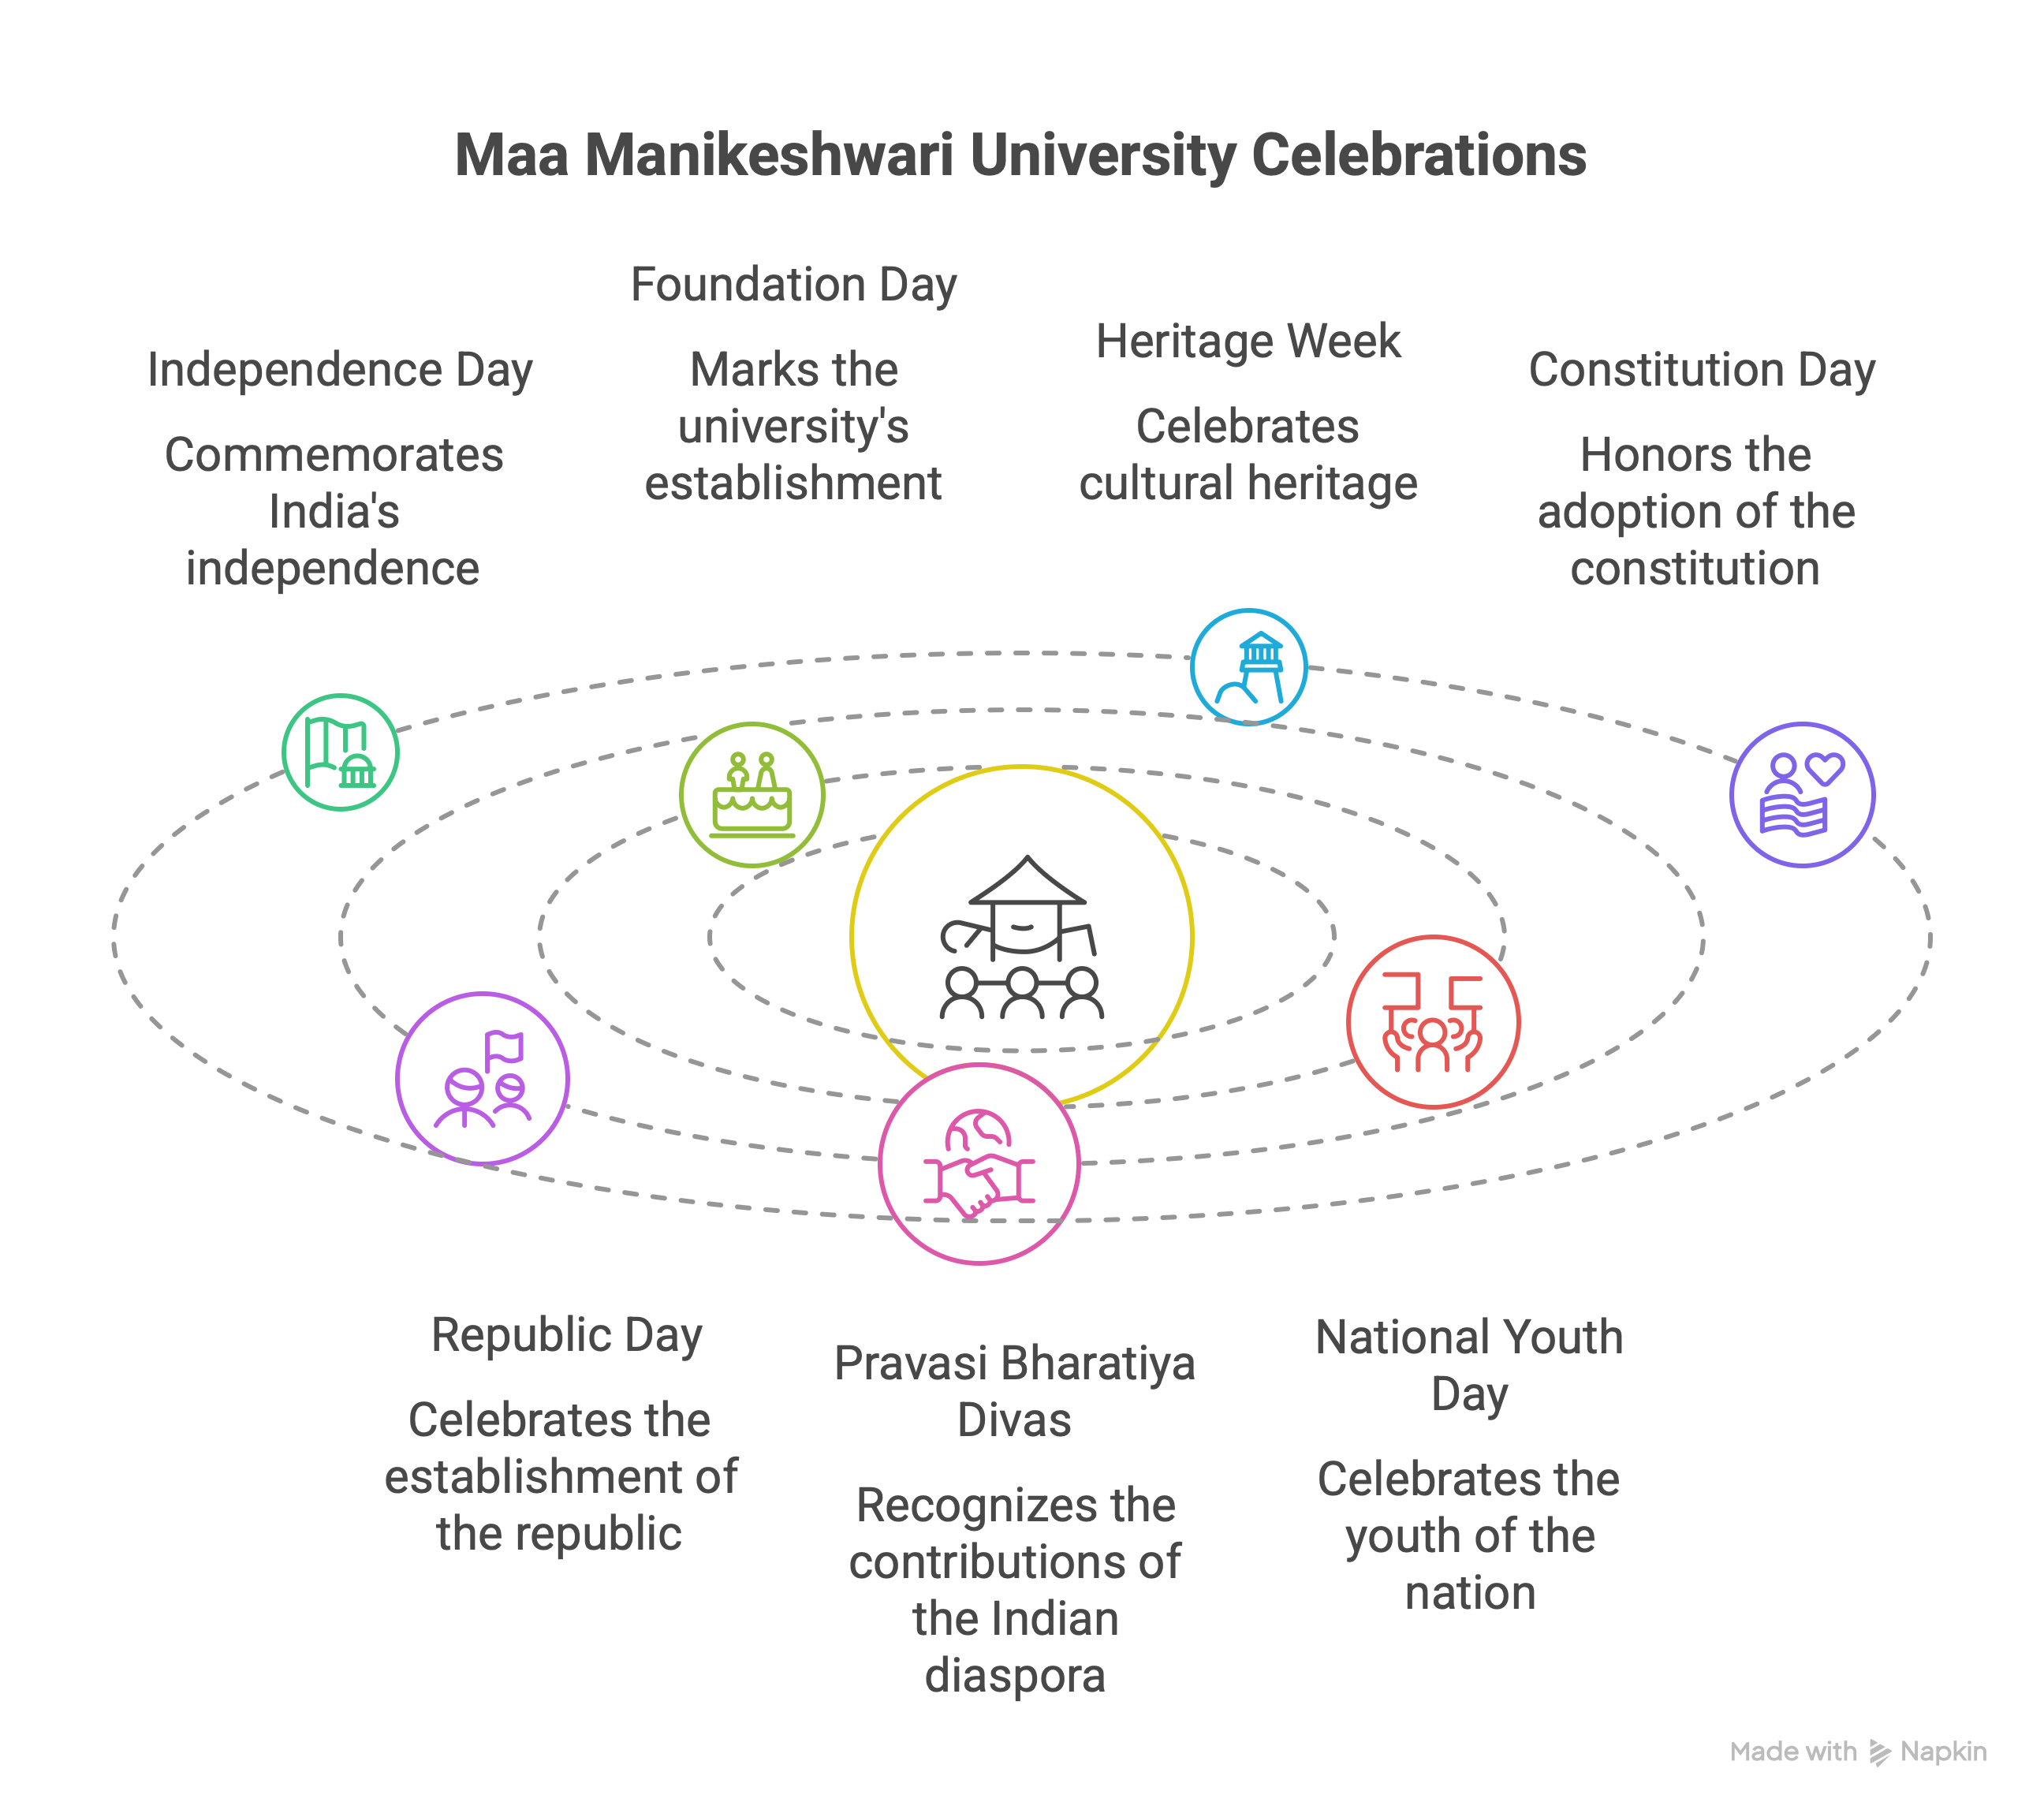 Maa Manikeshwari University Celebrations
Independence Day
Commemorates
India's
independence
Foundation Day
Marks the
university's
establishment
Heritage Week
Celebrates
cultural heritage
Constitution Day
Honors the
adoption of the
constitution
Republic Day
Celebrates the
establishment of
the republic
Pravasi Bharatiya
Divas
Recognizes the
contributions of
the Indian
diaspora
National Youth
Day
Celebrates the
youth of the
nation
Made with Napkin